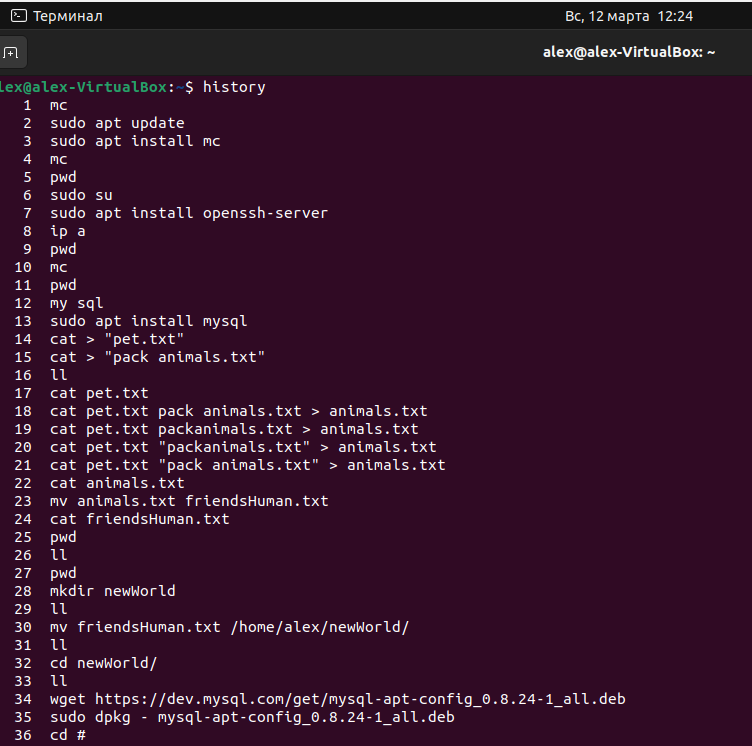 Терминал
Вс, 12 марта 12:24
alex@alex-VirtualBox: ~
lex@alex-VirtualBox:~$ history
1 mc
2 sudo apt update
3 sudo apt install mc
4 mc
5 pwd
6 sudo su
7 sudo apt install openssh-server
8 ip a
9 pwd
10 mc
11 pwd
12 my sql
13 sudo apt install mysql
14 cat > "pet.txt"
15 cat > "pack animals.txt"
16 ll
17 cat pet.txt
18 cat pet.txt pack animals.txt > animals.txt
19 cat pet.txt packanimals.txt > animals.txt
20 cat pet.txt "packanimals.txt" > animals.txt
21 cat pet.txt "pack animals.txt" > animals.txt
22 cat animals.txt
23 mv animals.txt friendsHuman.txt
24 cat friendsHuman.txt
25 pwd
26 ll
27 pwd
28 mkdir newWorld
29 ll
30 mv friendsHuman.txt /home/alex/newWorld/
31 ll
32 cd newWorld/
33 ll
34 wget https://dev.mysql.com/get/mysql-apt-config_0.8.24-1_all.deb
35 sudo dpkg - mysql-apt-config_0.8.24-1_all.deb
36 cd #